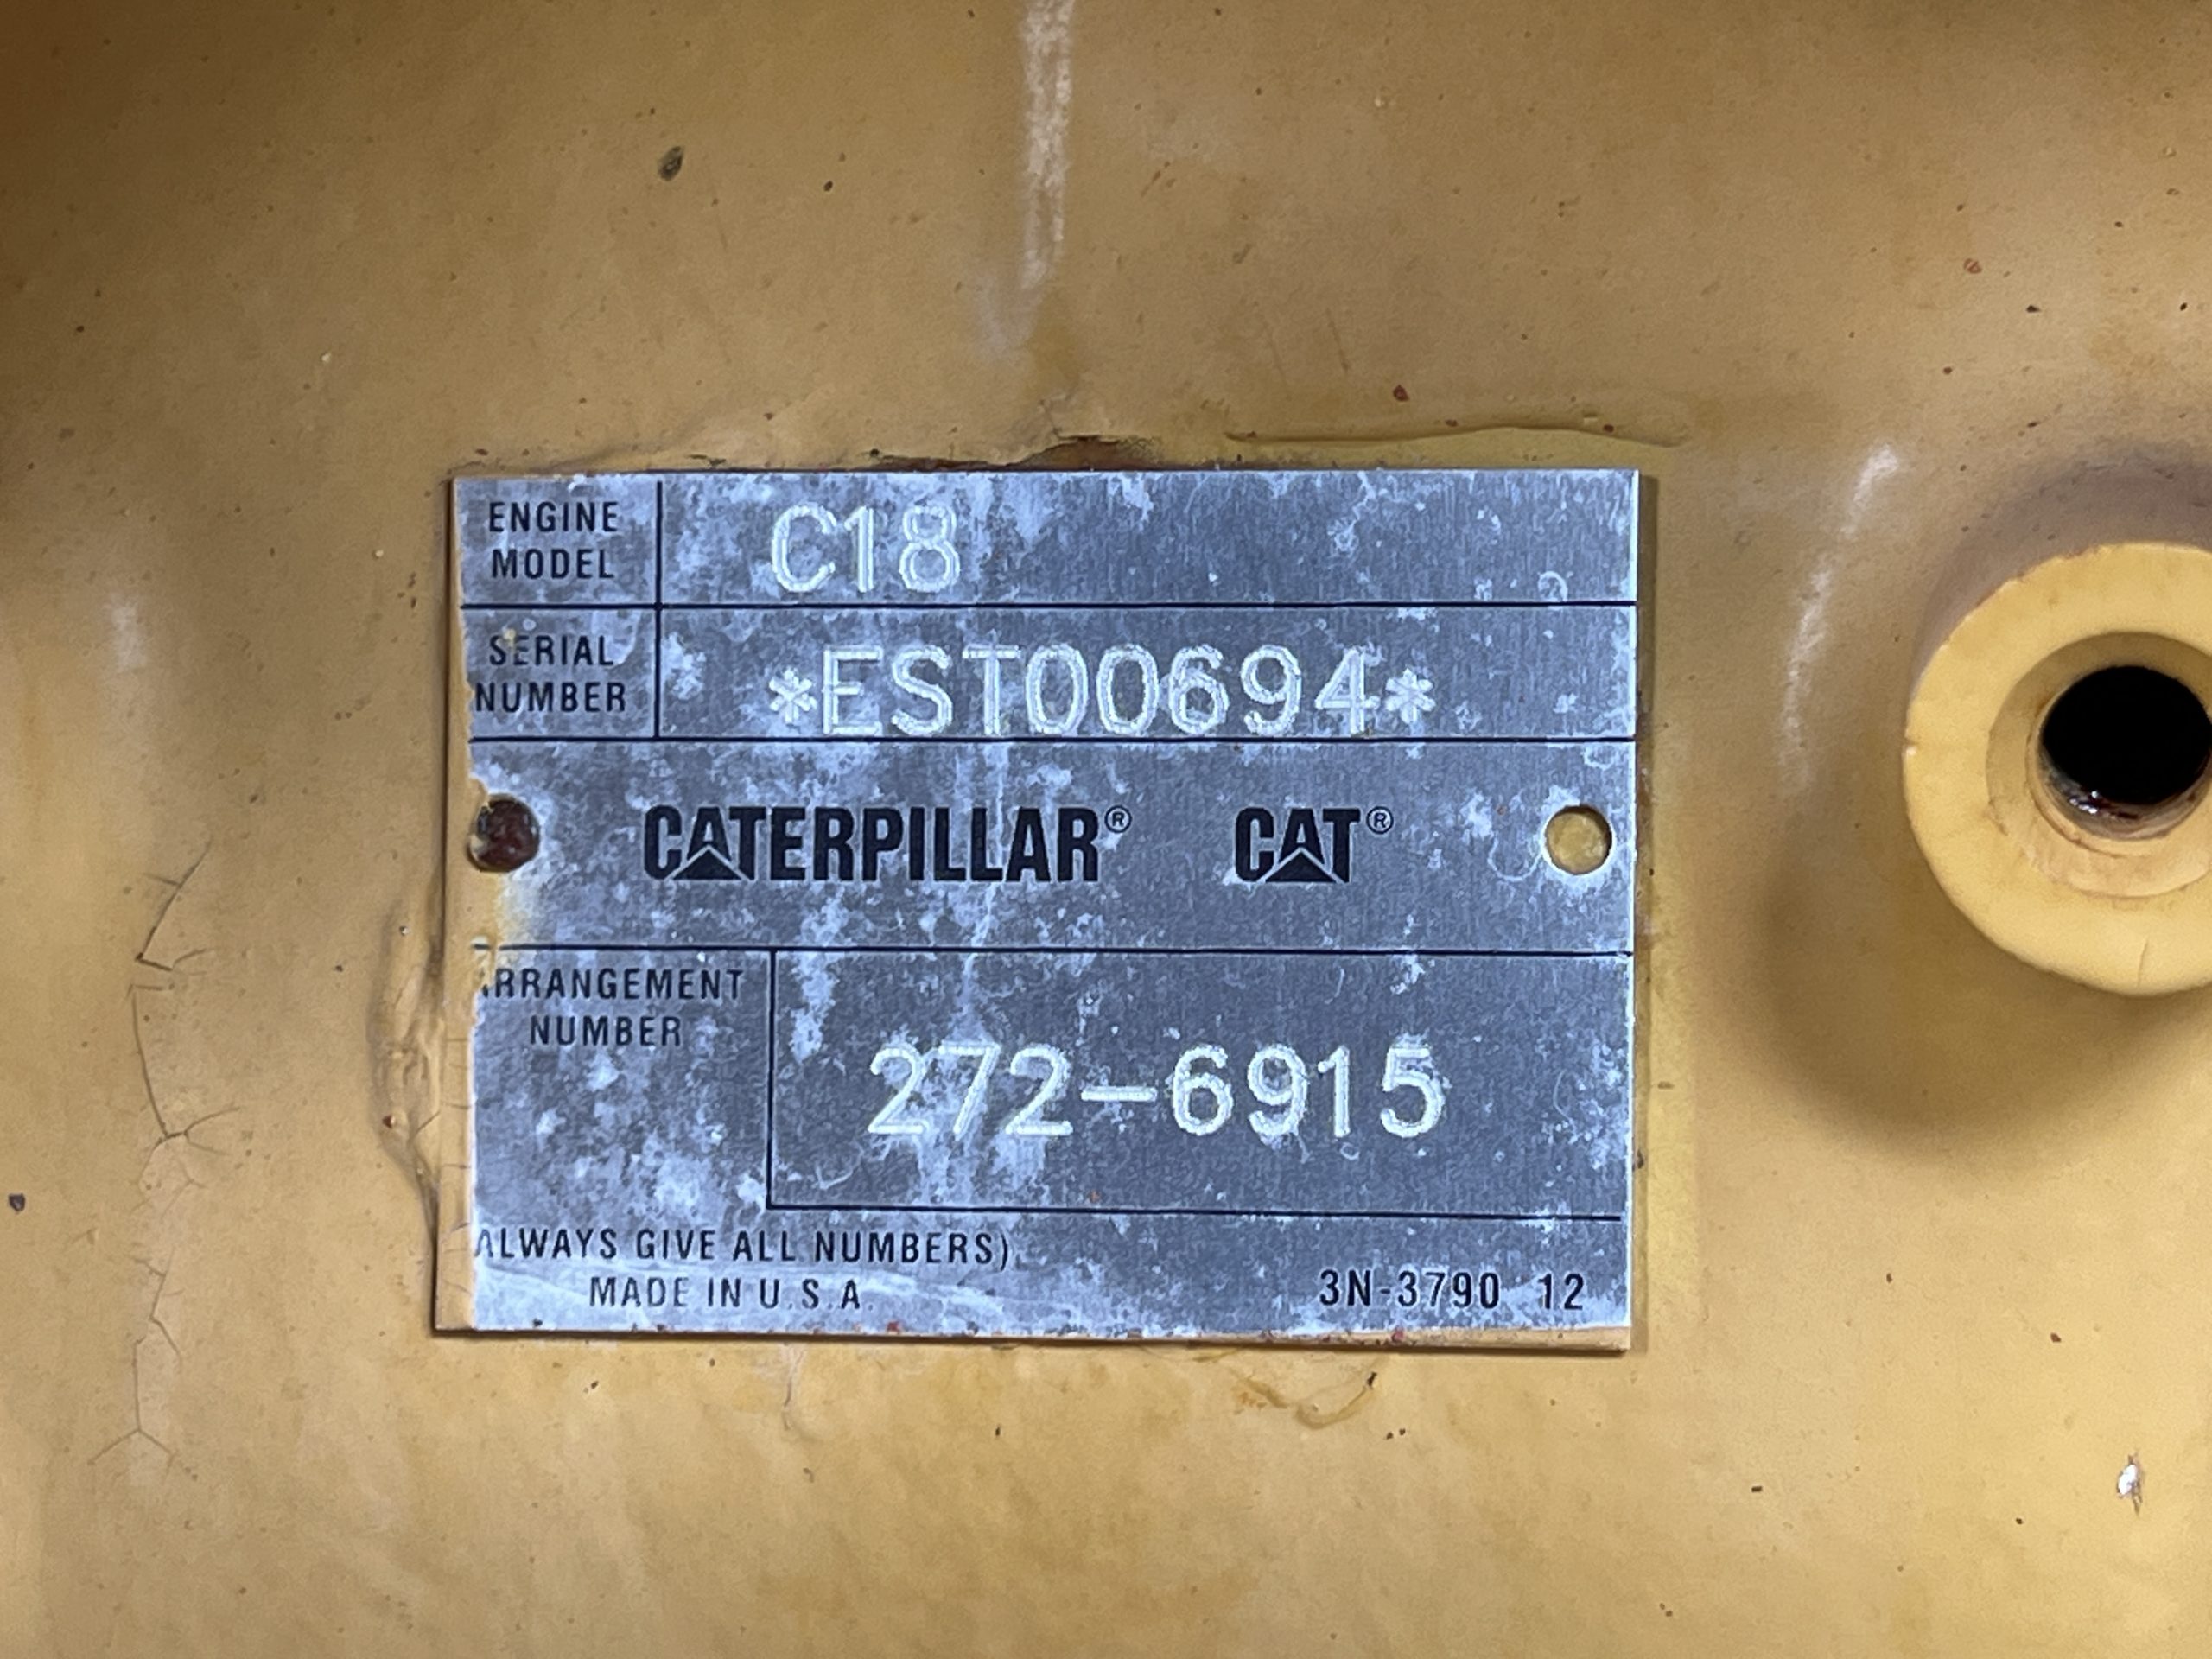 ENGINE MODEL C18
SERIAL NUMBER *EST00694*
CATERPILLAR® CAT®
ARRANGEMENT NUMBER 272-6915
ALWAYS GIVE ALL NUMBERS)
MADE IN U.S.A. 3N-3790 12